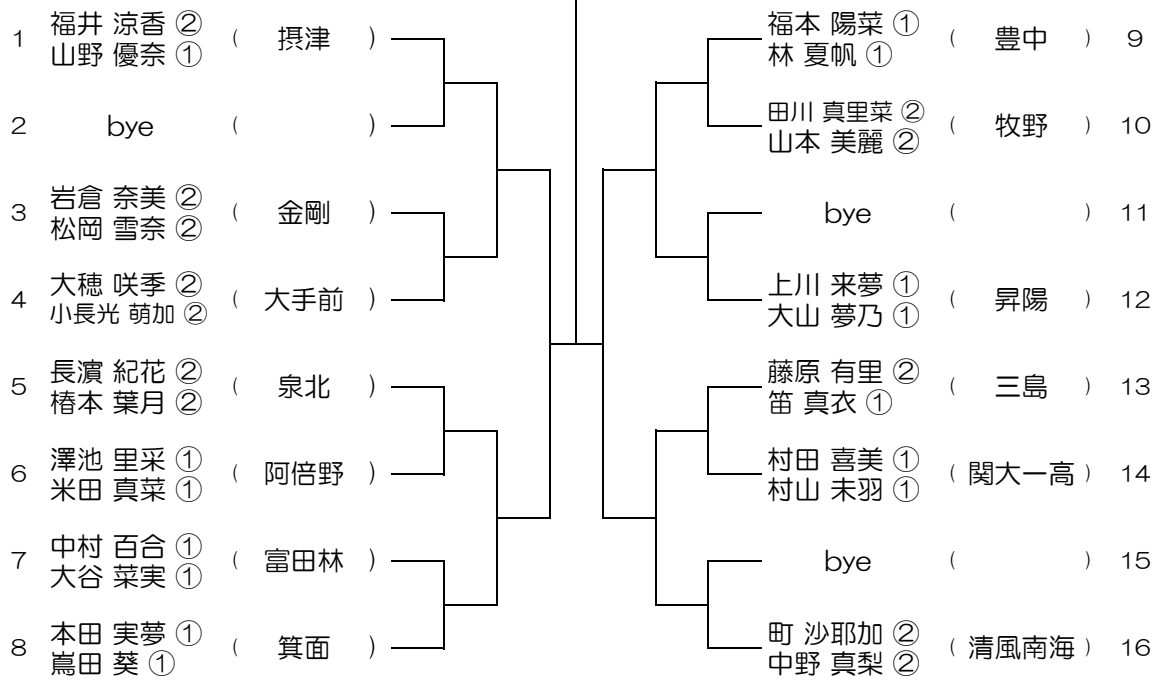 1 福井 涼香 ② ( 摂津 )
山野 優奈 ①
2 bye ( )
3 岩倉 奈美 ② ( 金剛 )
松岡 雪奈 ②
4 大穂 咲季 ② ( 大手前 )
小長光 萌加 ②
5 長濵 紀花 ② ( 泉北 )
椿本 葉月 ②
6 澤池 里采 ① ( 阿倍野 )
米田 真菜 ①
7 中村 百合 ① ( 富田林 )
大谷 菜実 ①
8 本田 実夢 ① ( 箕面 )
嶌田 葵 ①
福本 陽菜 ① ( 豊中 ) 9
林 夏帆 ①
田川 真里菜 ② ( 牧野 ) 10
山本 美麗 ②
bye ( ) 11
上川 来夢 ① ( 昇陽 ) 12
大山 夢乃 ①
藤原 有里 ② ( 三島 ) 13
笛 真衣 ①
村田 喜美 ① ( 関大一高 ) 14
村山 未羽 ①
bye ( ) 15
町 沙耶加 ② ( 清風南海 ) 16
中野 真梨 ②